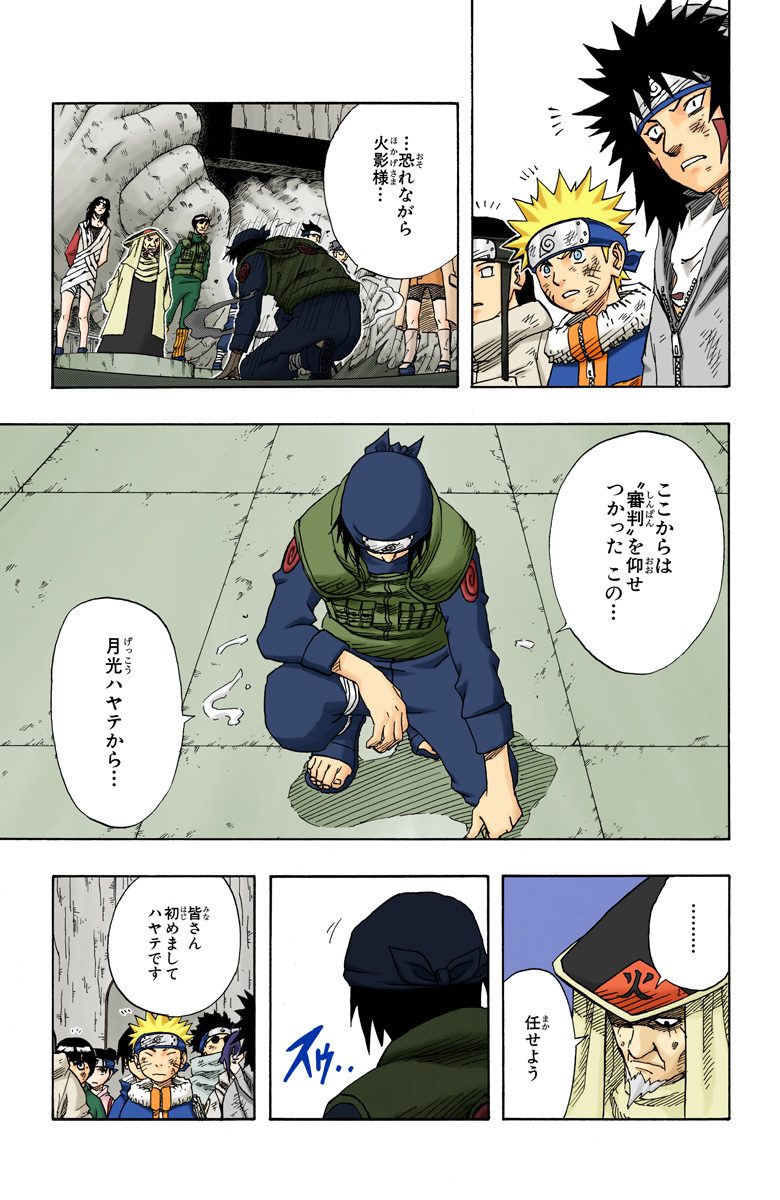 …恐れながら
火影様…
ここからは
〝審判〟を仰せ
つかった この…
月光ハヤテから…
………
任せよう
火
スゥ‥
皆さん
初めまして
ハヤテです